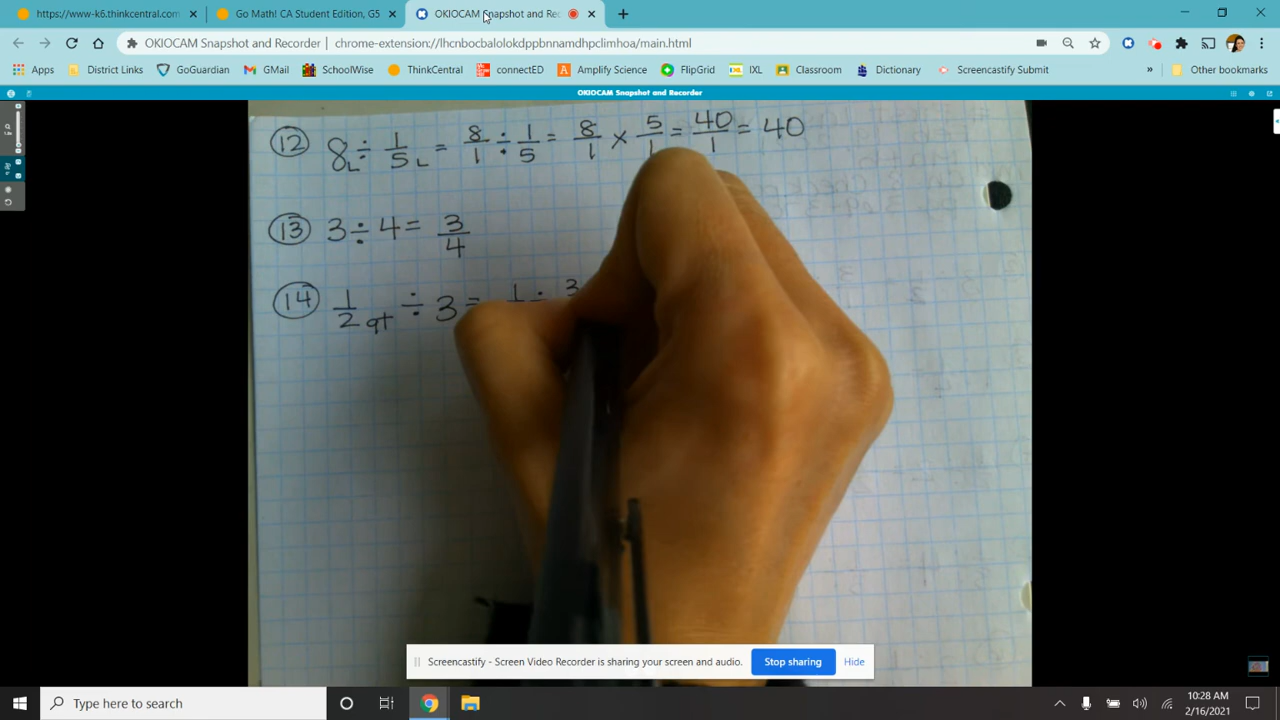 https://www-k6.thinkcentral.com
Go Math! CA Student Edition, G5
OKIOCAM Snapshot and Rec
OKIOCAM Snapshot and Recorder | chrome-extension://lhcnbocbalolokdppbnnamdhpclimhoa/main.html
Apps District Links GoGuardian GMail SchoolWise ThinkCentral connectED Amplify Science FlipGrid IXL Classroom Dictionary Screencastify Submit » Other bookmarks
OKIOCAM Snapshot and Recorder
12 8L ÷ 1/5 L = 8/1 ÷ 1/5 = 8/1 × 5/1 = 40/1 = 40
13 3 ÷ 4 = 3/4
14 1/2 qt ÷ 3 = 1 ÷ 3
Screencastify - Screen Video Recorder is sharing your screen and audio. Stop sharing Hide
Type here to search
10:28 AM
2/16/2021